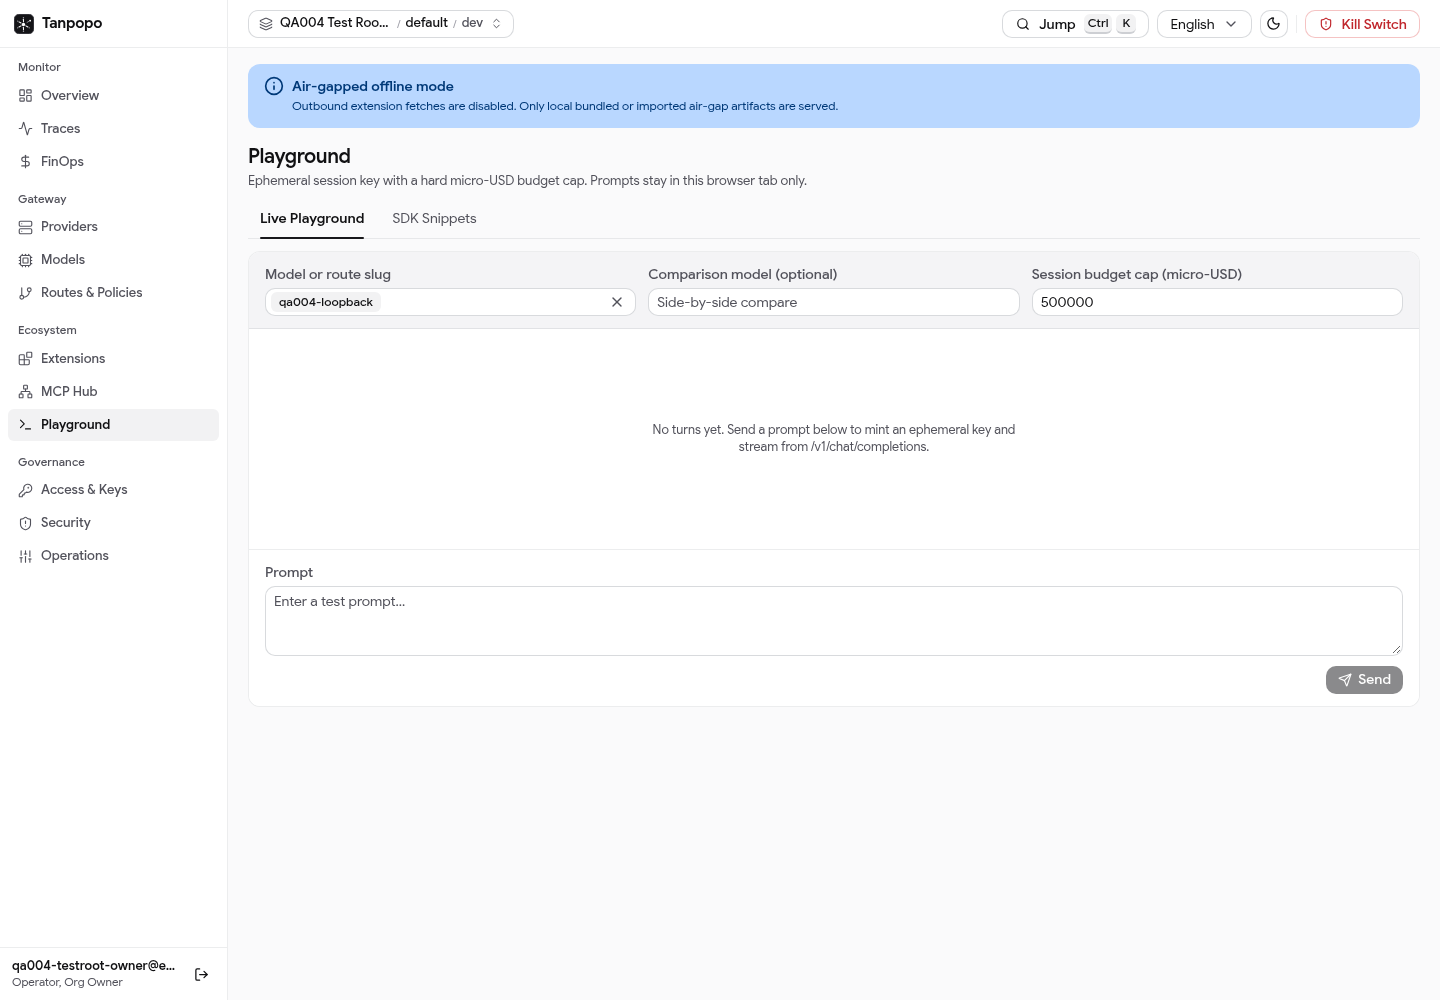 Tanpopo
QA004 Test Roo... / default / dev
Jump Ctrl K
English
Kill Switch
Monitor
Overview
Traces
FinOps
Gateway
Providers
Models
Routes & Policies
Ecosystem
Extensions
MCP Hub
Playground
Governance
Access & Keys
Security
Operations
qa004-testroot-owner@e...
Operator, Org Owner
Air-gapped offline mode
Outbound extension fetches are disabled. Only local bundled or imported air-gap artifacts are served.
Playground
Ephemeral session key with a hard micro-USD budget cap. Prompts stay in this browser tab only.
Live Playground
SDK Snippets
Model or route slug
qa004-loopback
Comparison model (optional)
Side-by-side compare
Session budget cap (micro-USD)
500000
No turns yet. Send a prompt below to mint an ephemeral key and
stream from /v1/chat/completions.
Prompt
Enter a test prompt...
Send